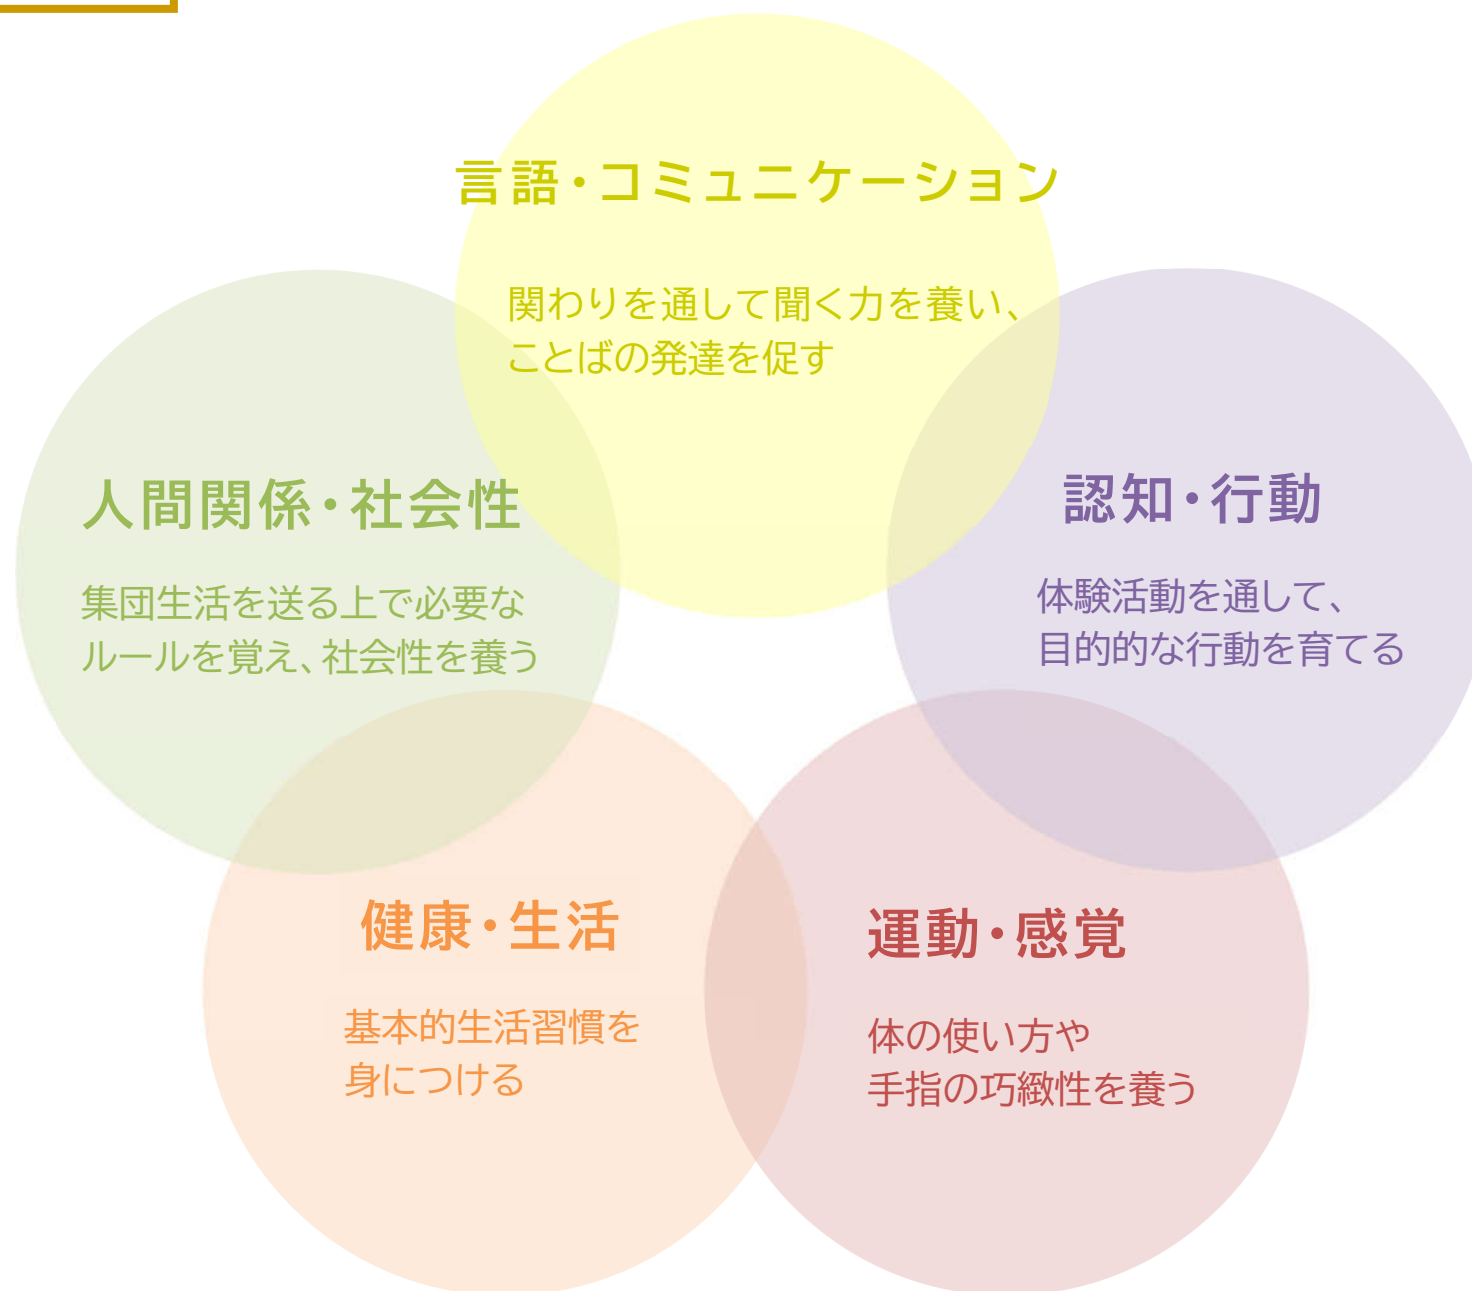 言語・コミュニケーション
関わりを通して聞く力を養い、
ことばの発達を促す
人間関係・社会性
集団生活を送る上で必要な
ルールを覚え、社会性を養う
認知・行動
体験活動を通して、
目的的な行動を育てる
健康・生活
基本的生活習慣を
身につける
運動・感覚
体の使い方や
手指の巧緻性を養う